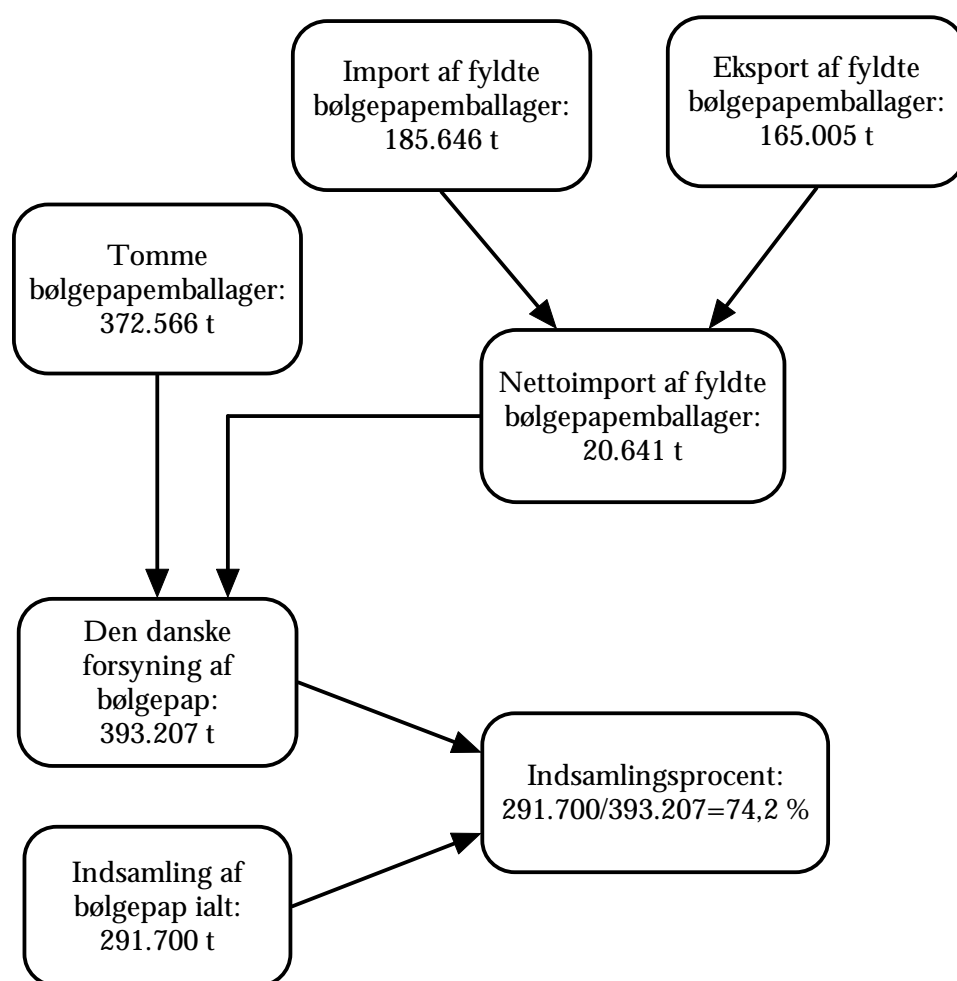 Import af fyldte
bølgepapemballager:
185.646 t
Eksport af fyldte
bølgepapemballager:
165.005 t
Tomme
bølgepapemballager:
372.566 t
Nettoimport af fyldte
bølgepapemballager:
20.641 t
Den danske
forsyning af
bølgepap:
393.207 t
Indsamlingsprocent:
291.700/393.207=74,2 %
Indsamling af
bølgepap ialt:
291.700 t